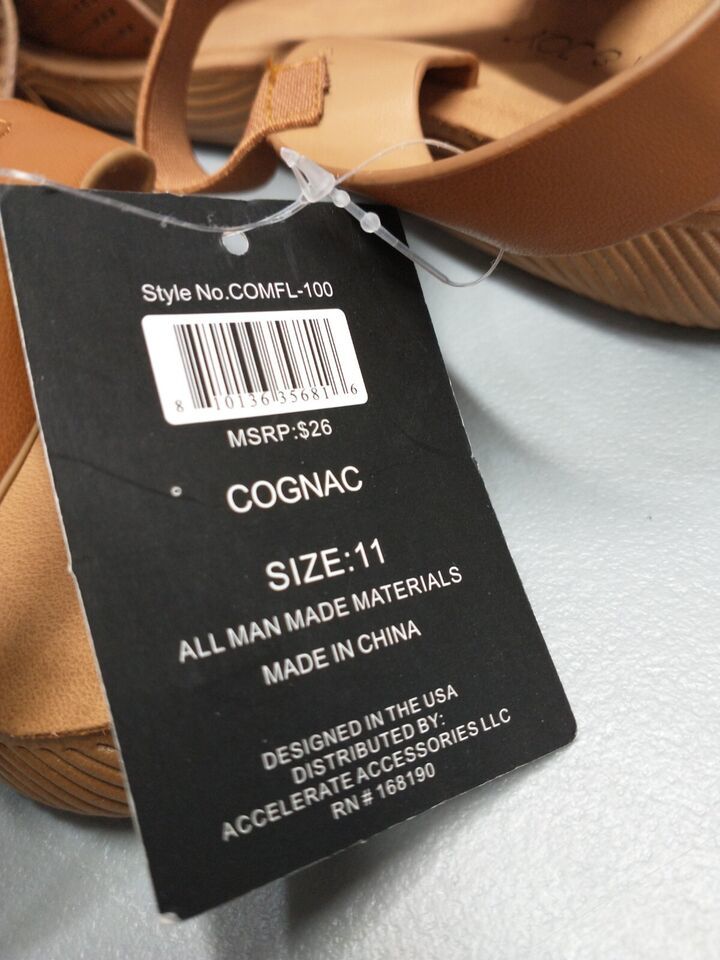 Style No.COMFL-100
8 10136 35681 6
MSRP:$26
COGNAC
SIZE:11
ALL MAN MADE MATERIALS
MADE IN CHINA
DESIGNED IN THE USA
DISTRIBUTED BY:
ACCELERATE ACCESSORIES LLC
RN # 168190